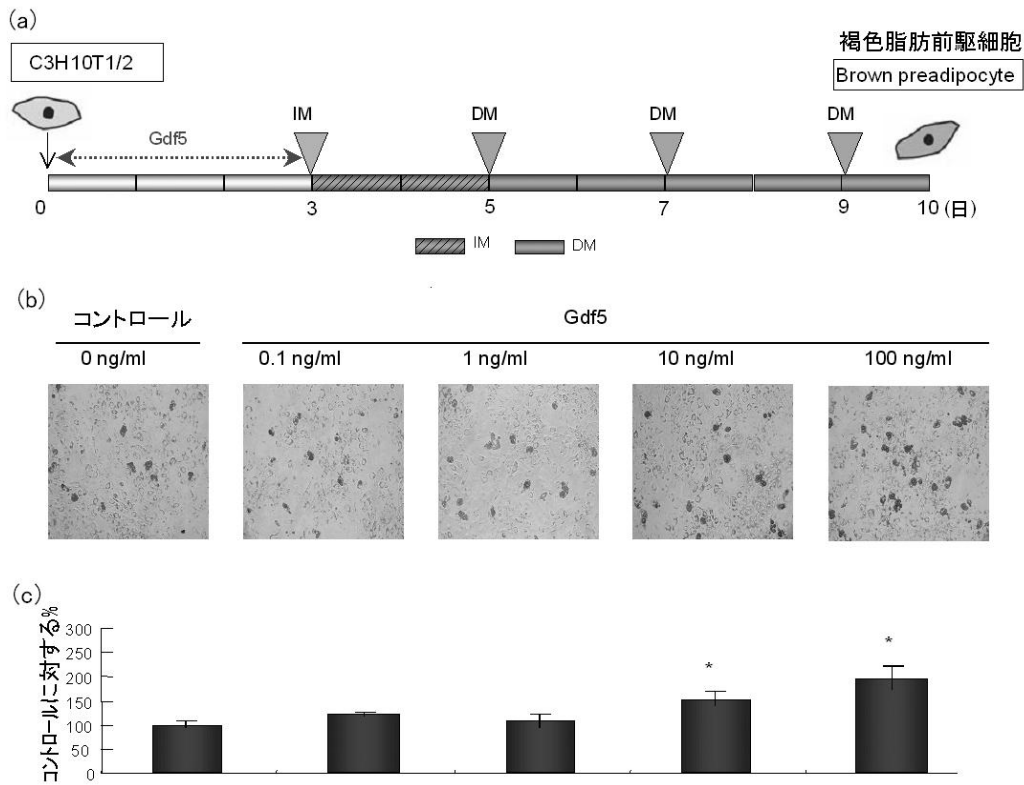 (a)
C3H10T1/2
褐色脂肪前駆細胞
Brown preadipocyte
IM DM DM DM
Gdf5
0 3 5 7 9 10 (日)
IM DM
(b)
コントロール Gdf5
0 ng/ml 0.1 ng/ml 1 ng/ml 10 ng/ml 100 ng/ml
(c)
コントロールに対する%
300
250
200
150
100
50
0
* *